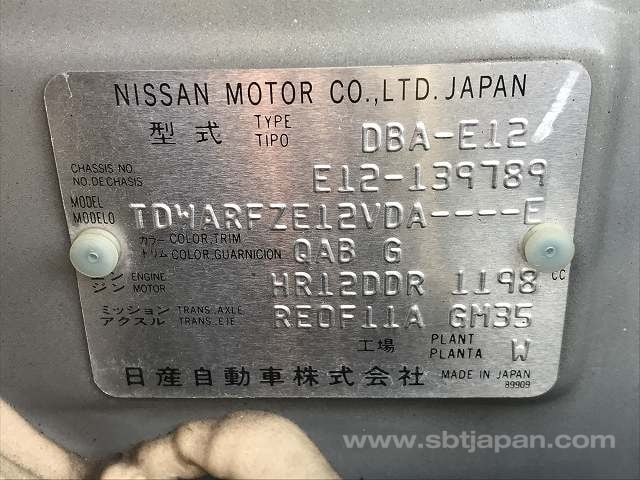 NISSAN MOTOR CO.,LTD. JAPAN
型式 TYPE TIPO DBA-E12
CHASSIS NO. NO.DE CHASIS E12-139789
MODEL MODELO TDWARFZE12VDA----E
カラー COLOR,TRIM トリム COLOR,GUARNICION QAB G
ジン ENGINE MOTOR HR12DDR 1198 CC
ミッション TRANS.,AXLE アクスル TRANS.,EJE RE0F11A GM35
工場 PLANT PLANTA W
日産自動車株式会社 MADE IN JAPAN
89909
www.sbtjapan.com